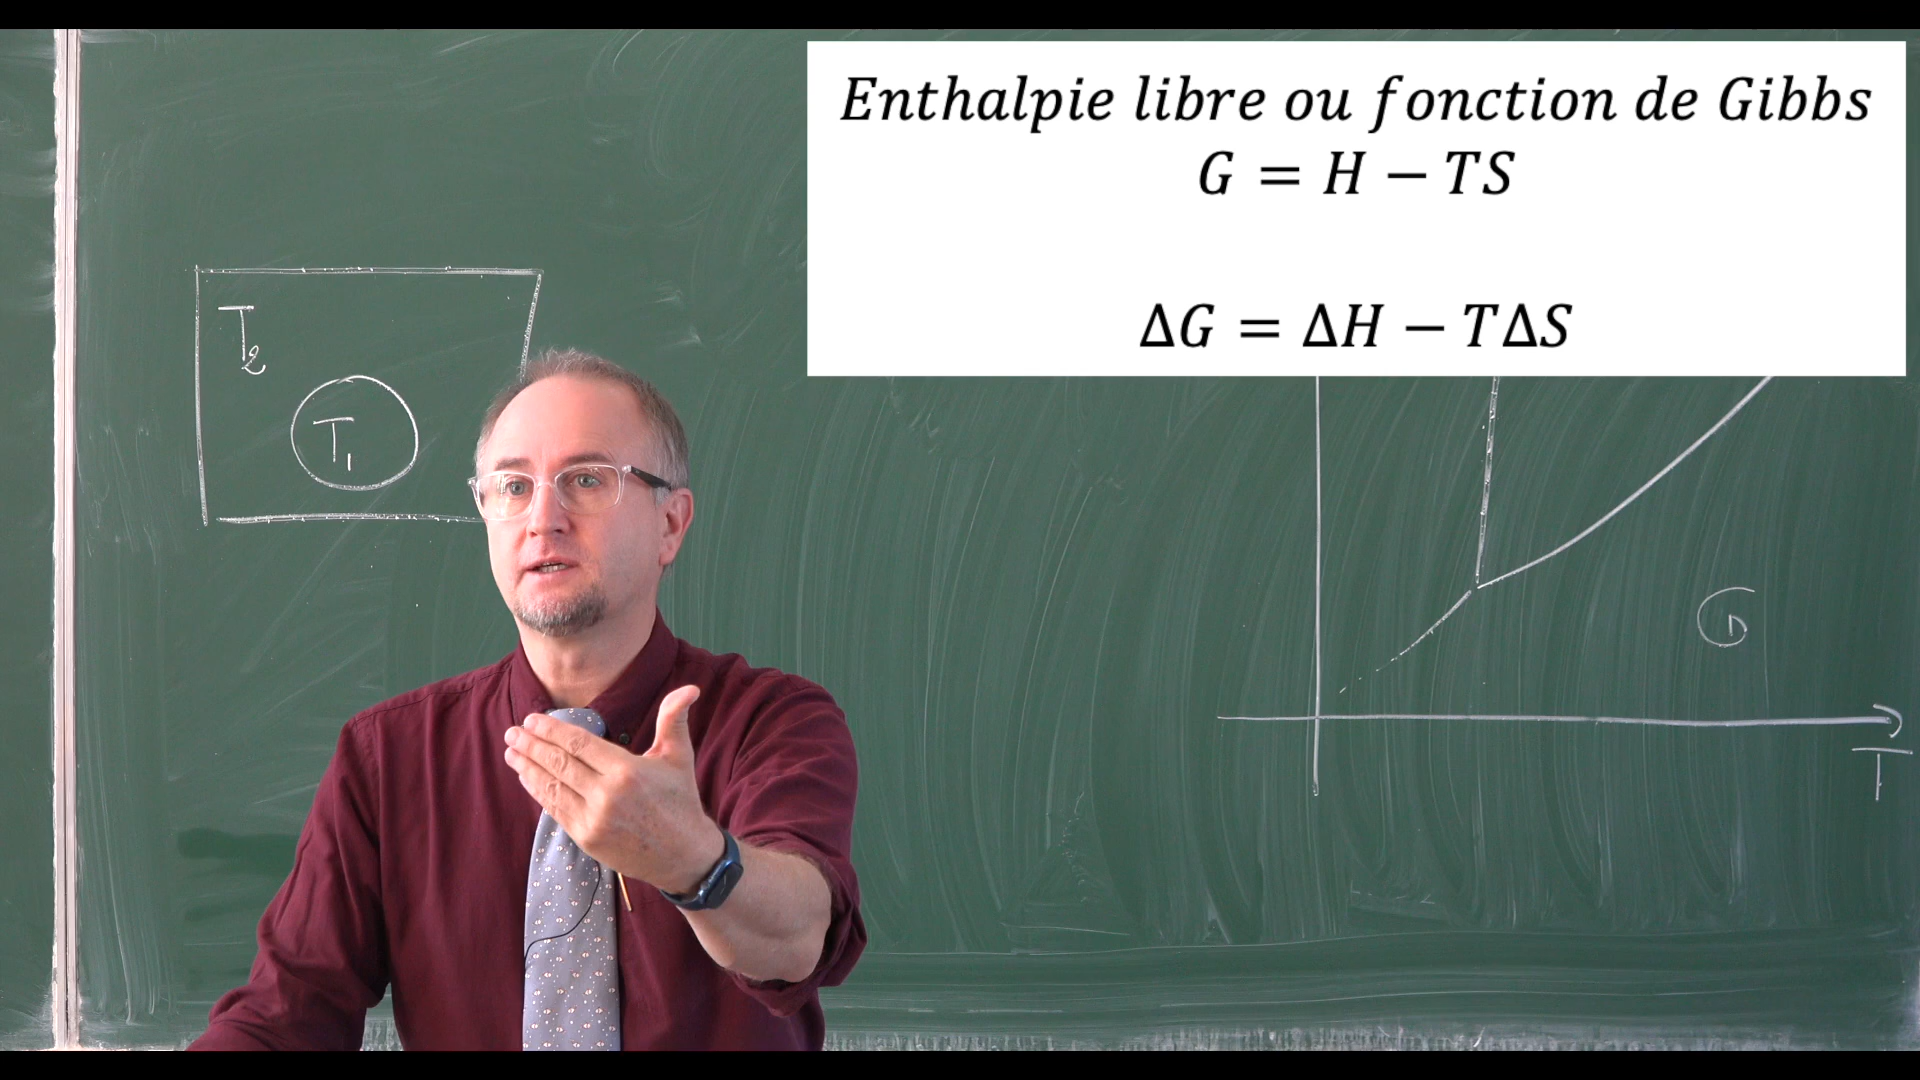 Enthalpie libre ou fonction de Gibbs
G = H − TS
ΔG = ΔH − TΔS
T₂
T₁
G
T